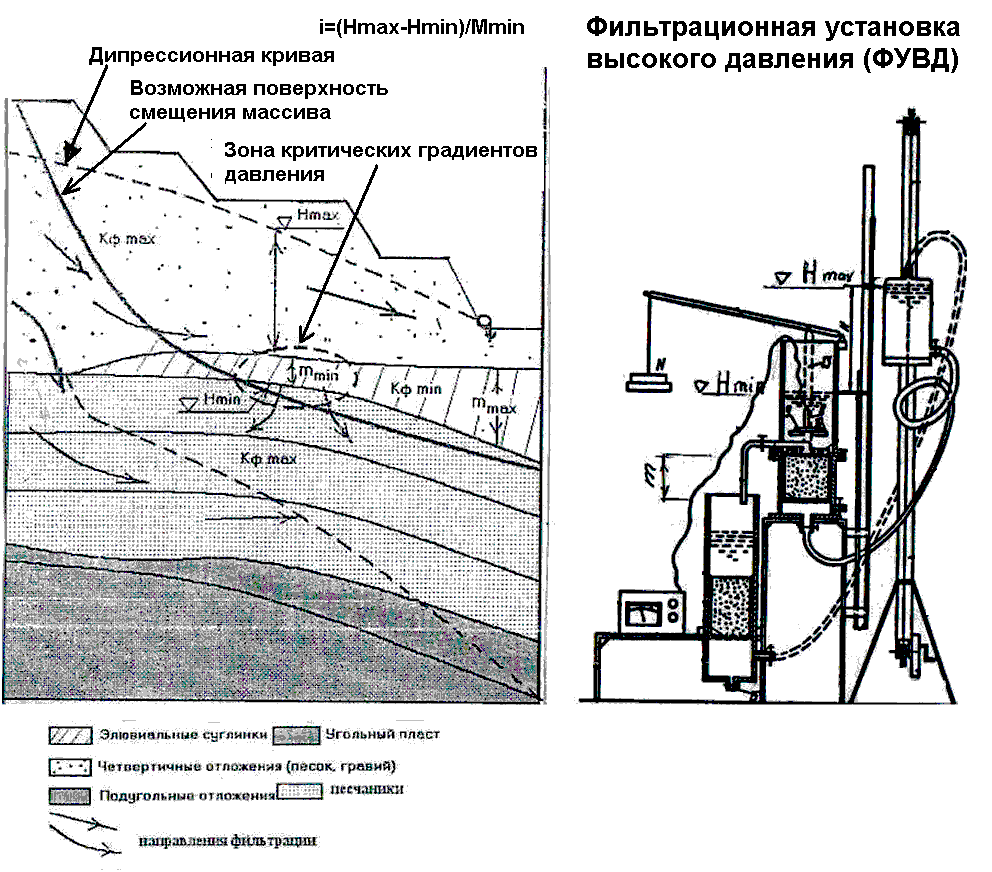 i=(Hmax-Hmin)/Mmin
Фильтрационная установка
высокого давления (ФУВД)
Дипрессионная кривая
Возможная поверхность
смещения массива
Зона критических градиентов
давления
Hmax
Кф max
mmin
Кф min
Hmin
mmax
Кф max
H max
N
H min
m
Элювиальные суглинки
Угольный пласт
Четвертичные отложения (песок, гравий)
Подугольные отложения
песчаники
направления фильтрации